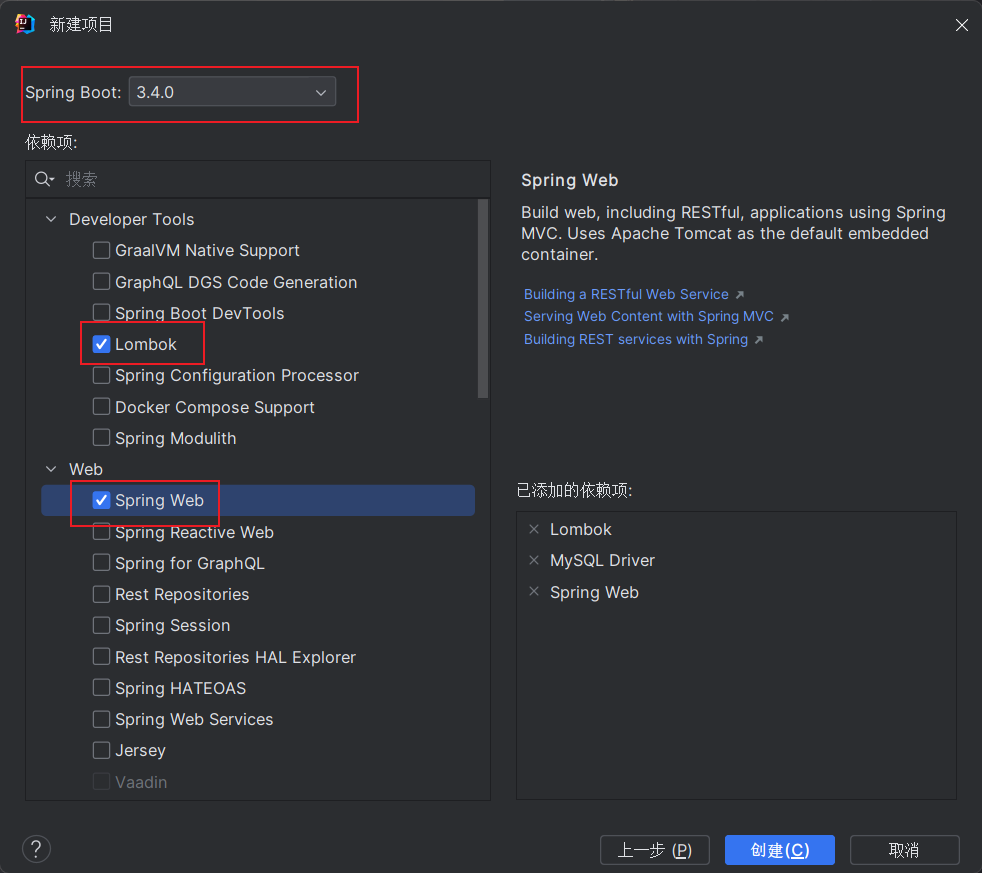 新建项目
Spring Boot: 3.4.0
依赖项:
搜索
Developer Tools
GraalVM Native Support
GraphQL DGS Code Generation
Spring Boot DevTools
Lombok
Spring Configuration Processor
Docker Compose Support
Spring Modulith
Web
Spring Web
Spring Reactive Web
Spring for GraphQL
Rest Repositories
Spring Session
Rest Repositories HAL Explorer
Spring HATEOAS
Spring Web Services
Jersey
Vaadin
Spring Web
Build web, including RESTful, applications using Spring
MVC. Uses Apache Tomcat as the default embedded
container.
Building a RESTful Web Service
Serving Web Content with Spring MVC
Building REST services with Spring
已添加的依赖项:
Lombok
MySQL Driver
Spring Web
?
上一步 (P)
创建(C)
取消